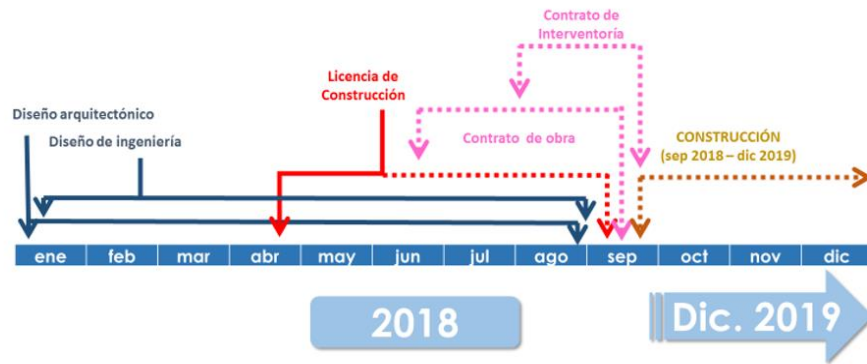 Contrato de
Interventoría
Licencia de
Construcción
Diseño arquitectónico
Diseño de ingeniería
Contrato de obra
CONSTRUCCIÓN
(sep 2018 – dic 2019)
ene feb mar abr may jun jul ago sep oct nov dic
2018
Dic. 2019